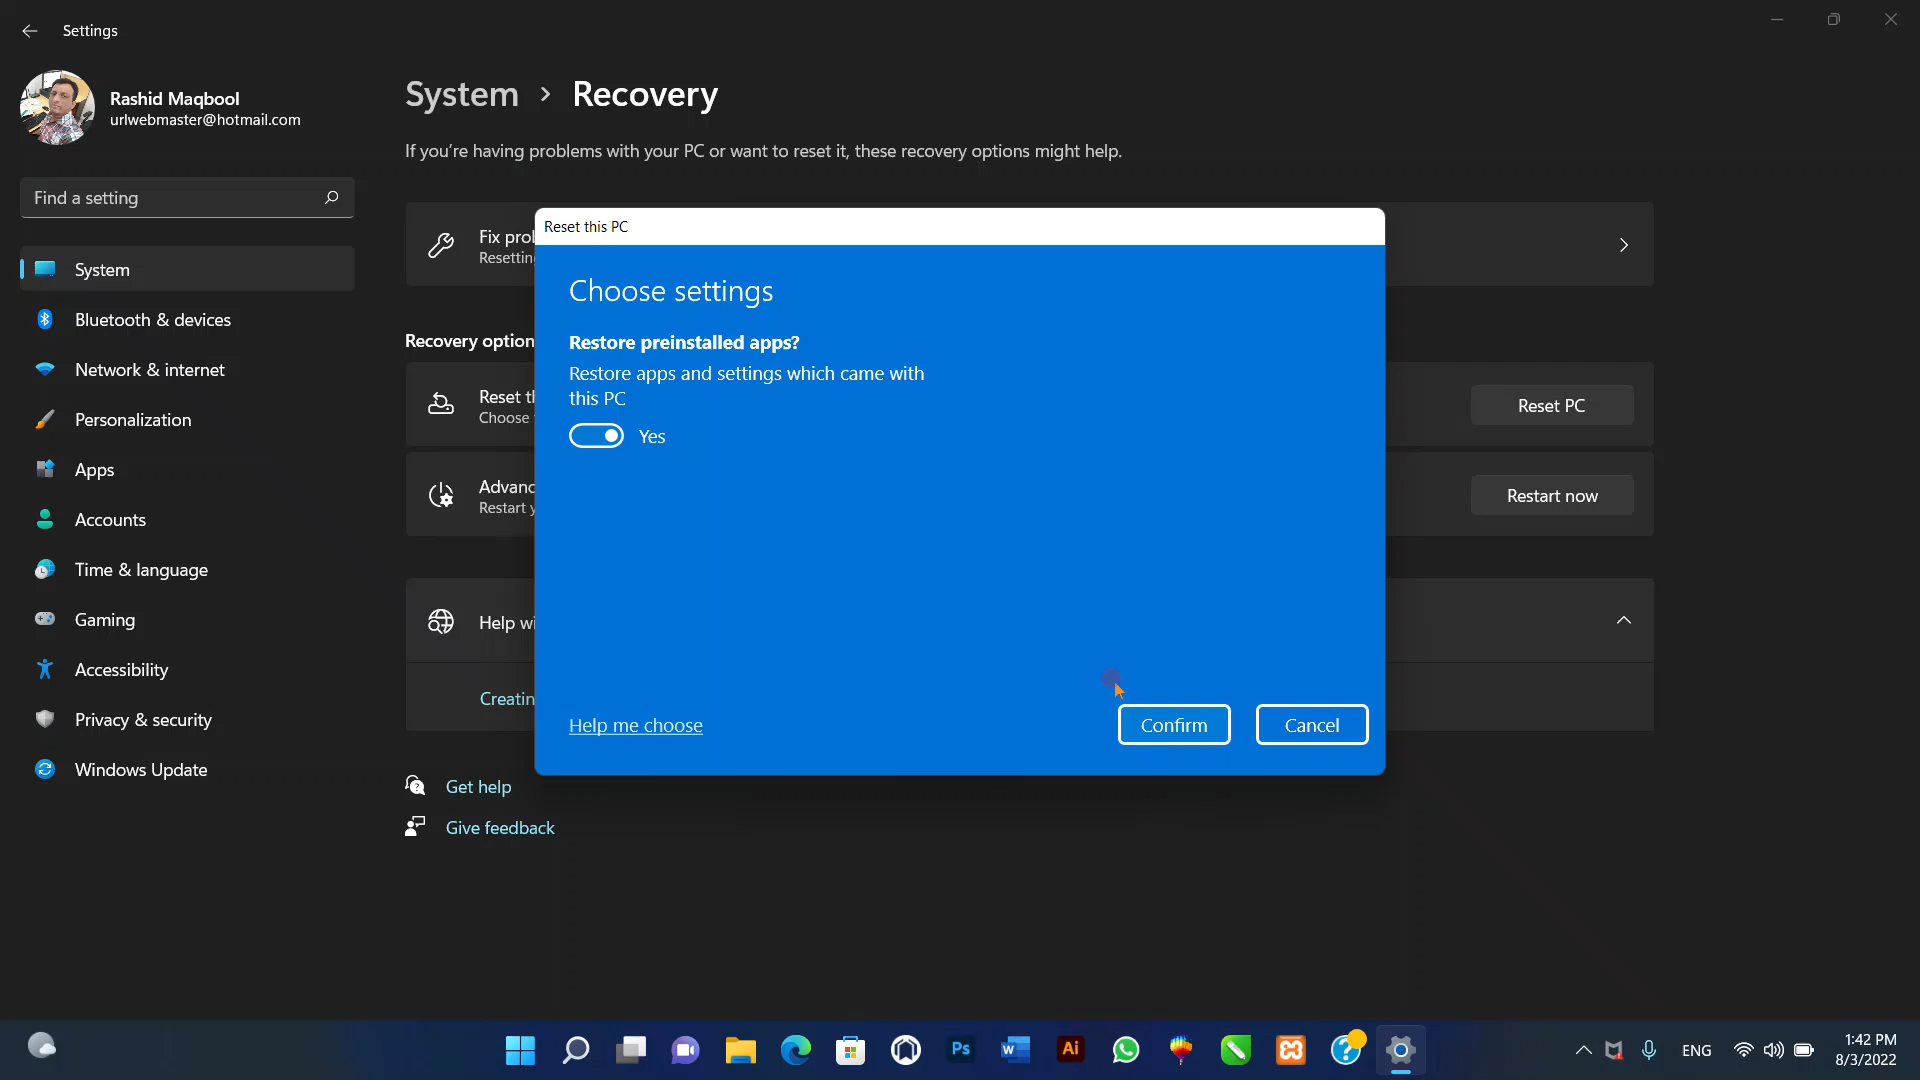 Settings
Rashid Maqbool
urlwebmaster@hotmail.com
Find a setting
System
Bluetooth & devices
Network & internet
Personalization
Apps
Accounts
Time & language
Gaming
Accessibility
Privacy & security
Windows Update
System > Recovery
If you're having problems with your PC or want to reset it, these recovery options might help.
Fix pro
Resettin
Recovery option
Reset t
Choose
Reset PC
Advanc
Restart y
Restart now
Help wi
Creatin
Get help
Give feedback
Reset this PC
Choose settings
Restore preinstalled apps?
Restore apps and settings which came with
this PC
Yes
Help me choose
Confirm
Cancel
Ps
W
Ai
ENG
1:42 PM
8/3/2022